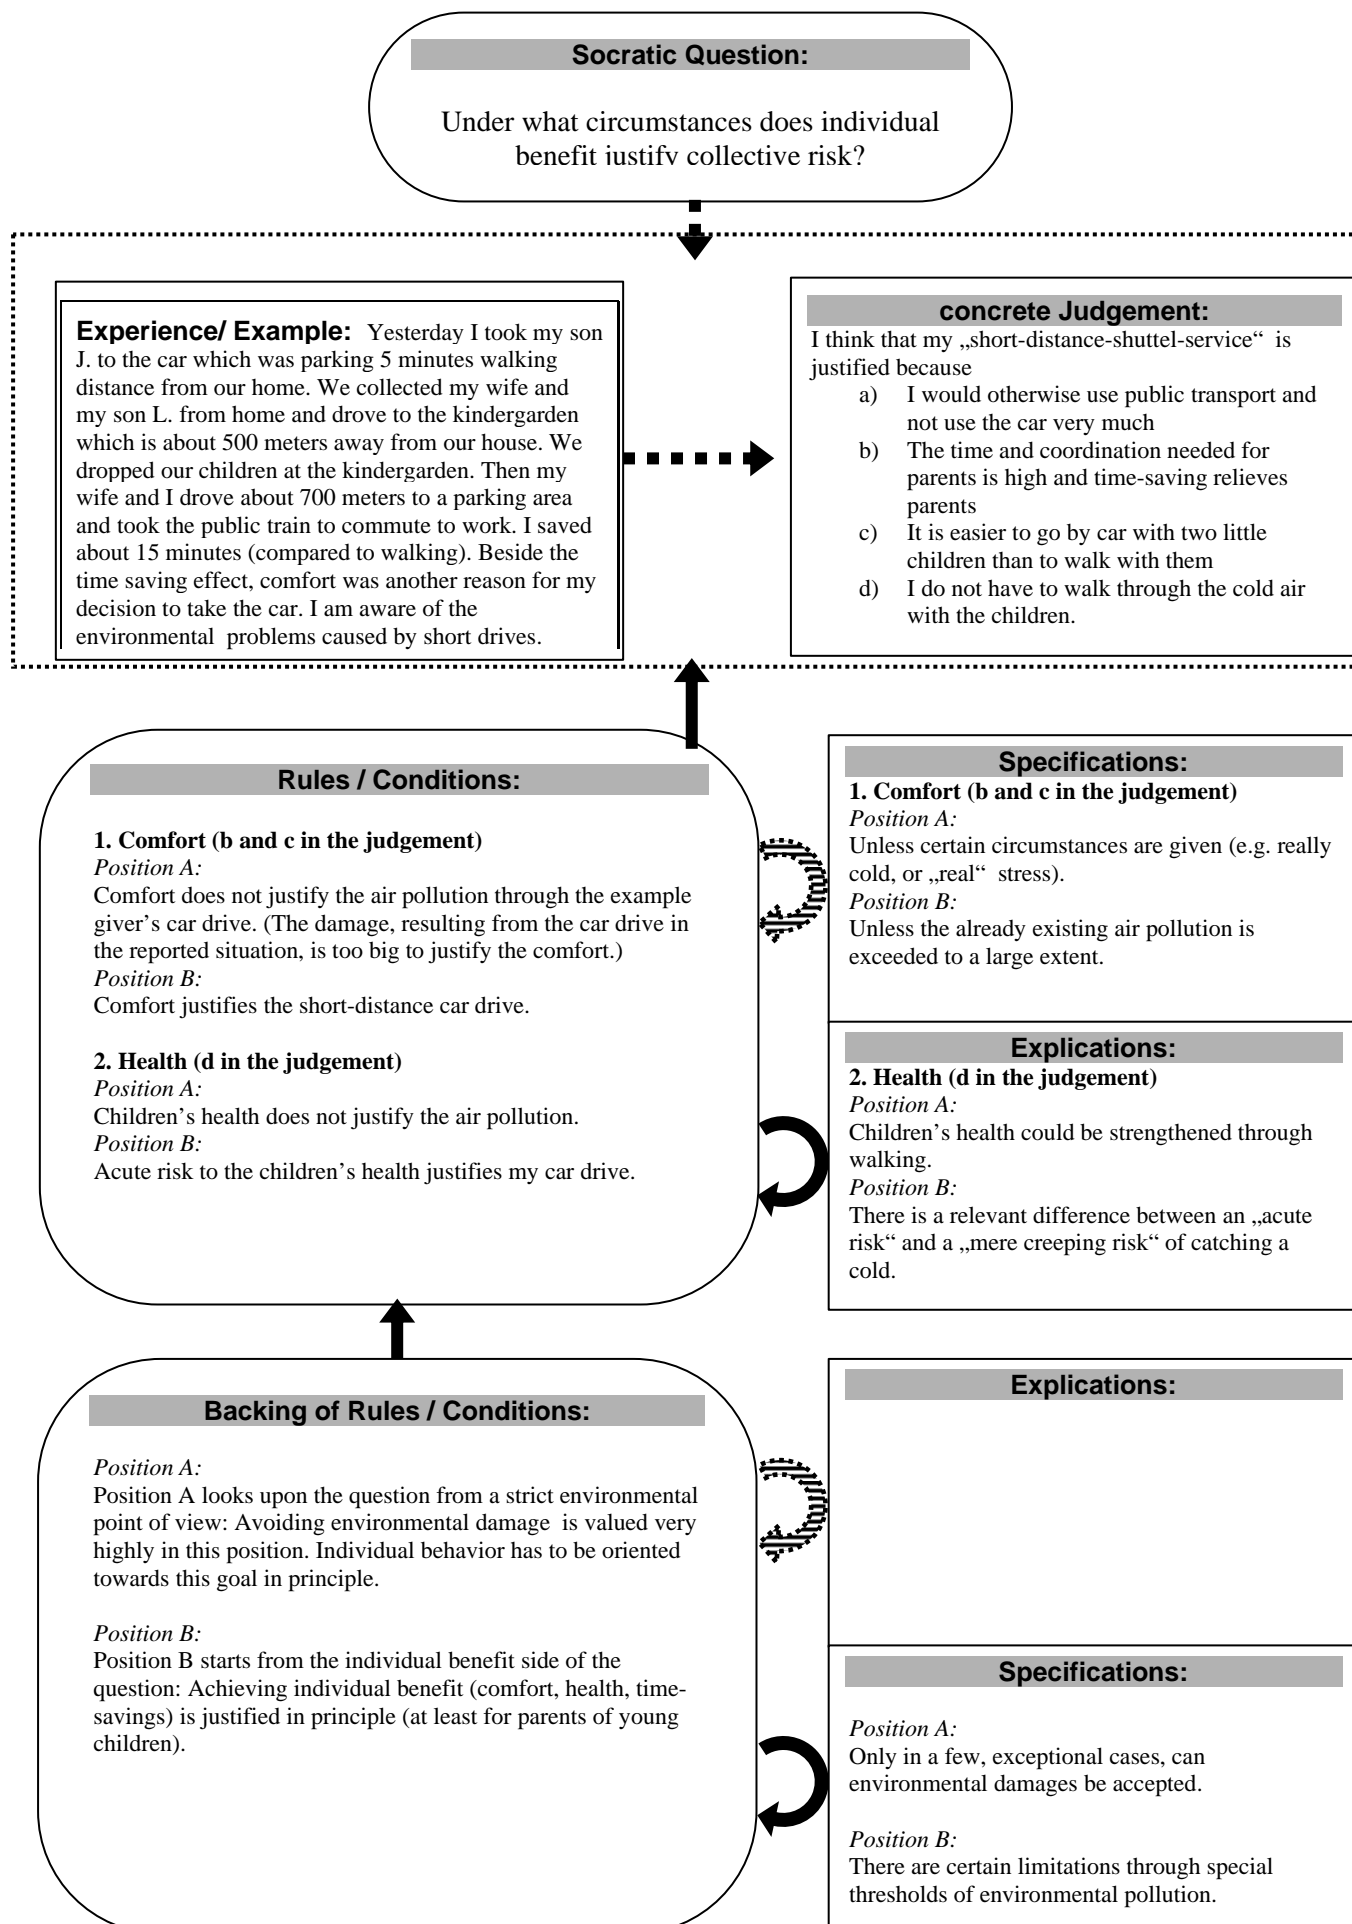 Socratic Question:
Under what circumstances does individual
benefit justify collective risk?
Experience/ Example: Yesterday I took my son
J. to the car which was parking 5 minutes walking
distance from our home. We collected my wife and
my son L. from home and drove to the kindergarden
which is about 500 meters away from our house. We
dropped our children at the kindergarden. Then my
wife and I drove about 700 meters to a parking area
and took the public train to commute to work. I saved
about 15 minutes (compared to walking). Beside the
time saving effect, comfort was another reason for my
decision to take the car. I am aware of the
environmental problems caused by short drives.
concrete Judgement:
I think that my „short-distance-shuttel-service“ is
justified because
a) I would otherwise use public transport and
not use the car very much
b) The time and coordination needed for
parents is high and time-saving relieves
parents
c) It is easier to go by car with two little
children than to walk with them
d) I do not have to walk through the cold air
with the children.
Rules / Conditions:
1. Comfort (b and c in the judgement)
Position A:
Comfort does not justify the air pollution through the example
giver’s car drive. (The damage, resulting from the car drive in
the reported situation, is too big to justify the comfort.)
Position B:
Comfort justifies the short-distance car drive.
2. Health (d in the judgement)
Position A:
Children’s health does not justify the air pollution.
Position B:
Acute risk to the children’s health justifies my car drive.
Specifications:
1. Comfort (b and c in the judgement)
Position A:
Unless certain circumstances are given (e.g. really
cold, or „real“ stress).
Position B:
Unless the already existing air pollution is
exceeded to a large extent.
Explications:
2. Health (d in the judgement)
Position A:
Children’s health could be strengthened through
walking.
Position B:
There is a relevant difference between an „acute
risk“ and a „mere creeping risk“ of catching a
cold.
Backing of Rules / Conditions:
Position A:
Position A looks upon the question from a strict environmental
point of view: Avoiding environmental damage is valued very
highly in this position. Individual behavior has to be oriented
towards this goal in principle.
Position B:
Position B starts from the individual benefit side of the
question: Achieving individual benefit (comfort, health, time-
savings) is justified in principle (at least for parents of young
children).
Explications:
Specifications:
Position A:
Only in a few, exceptional cases, can
environmental damages be accepted.
Position B:
There are certain limitations through special
thresholds of environmental pollution.